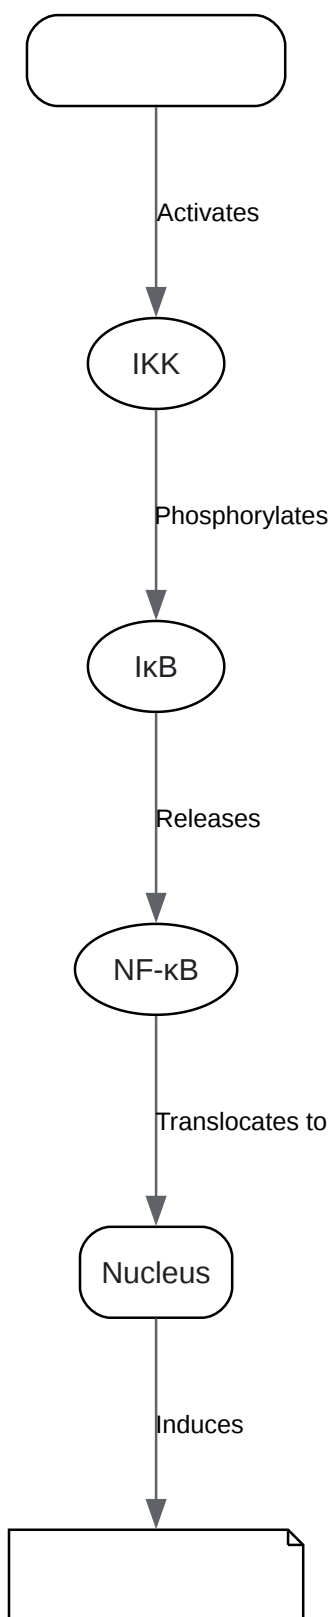 Activates
IKK
Phosphorylates
IκB
Releases
NF-κB
Translocates to
Nucleus
Induces